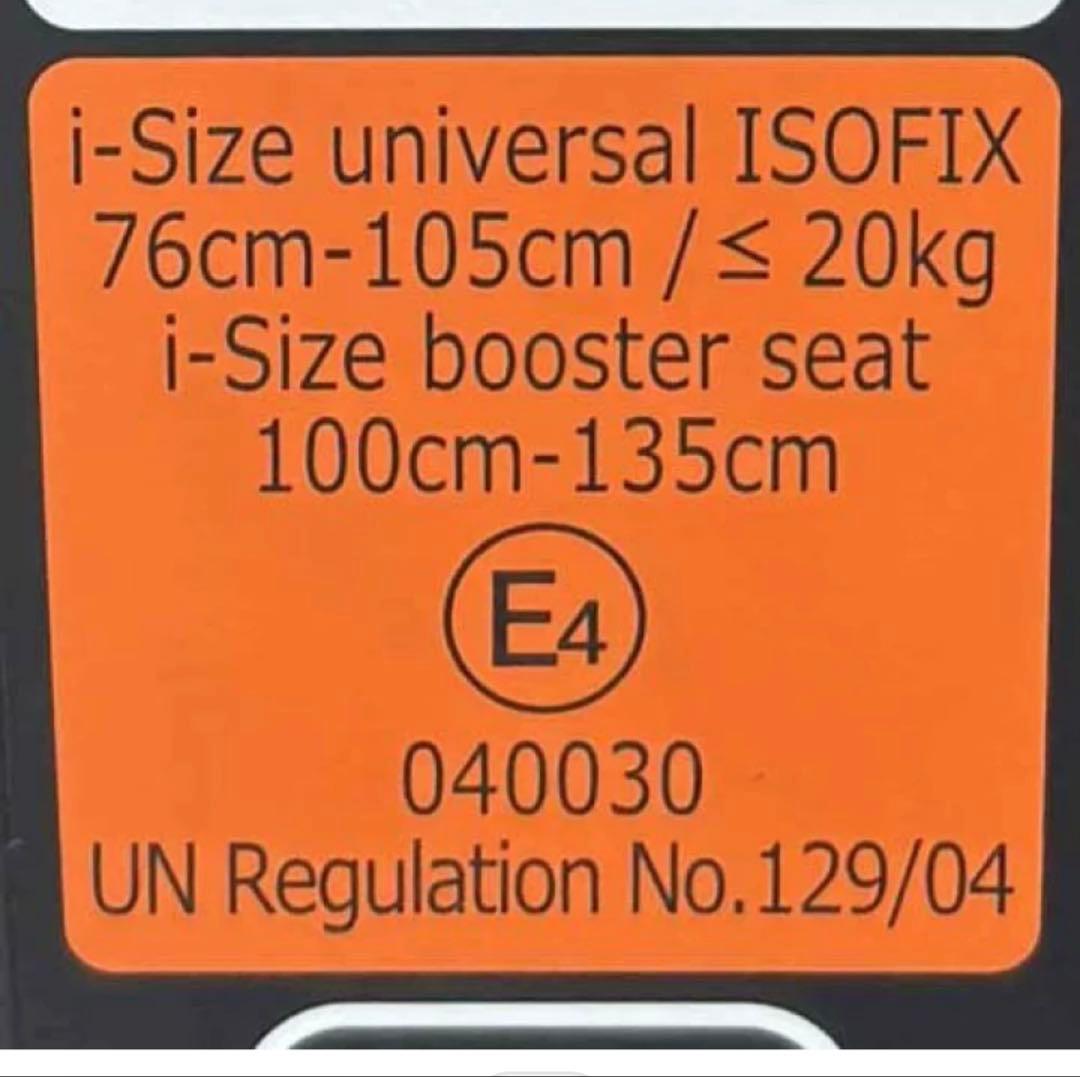 i-Size universal ISOFIX
76cm-105cm / ≤ 20kg
i-Size booster seat
100cm-135cm
E4
040030
UN Regulation No.129/04